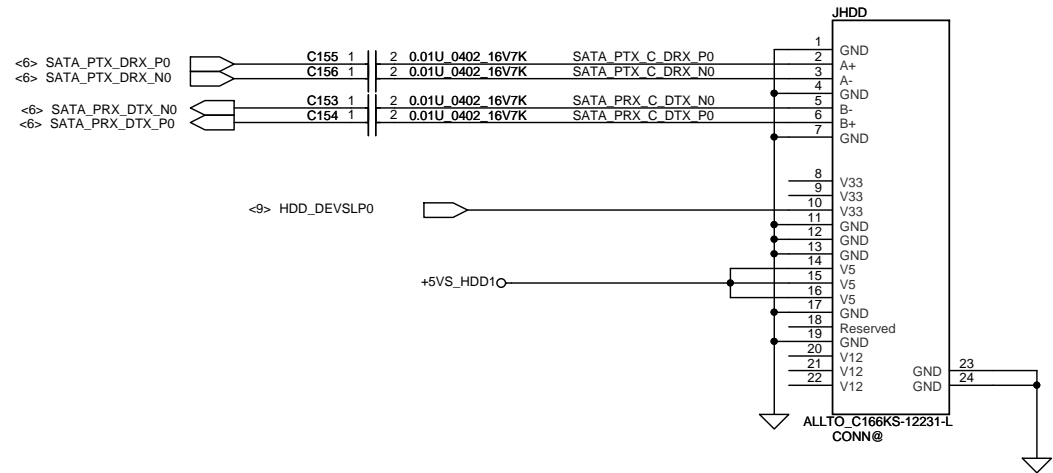 JHDD
1 GND
<6> SATA_PTX_DRX_P0 C155 1 2 0.01U_0402_16V7K SATA_PTX_C_DRX_P0 2 A+
<6> SATA_PTX_DRX_N0 C156 1 2 0.01U_0402_16V7K SATA_PTX_C_DRX_N0 3 A-
4 GND
<6> SATA_PRX_DTX_N0 C153 1 2 0.01U_0402_16V7K SATA_PRX_C_DTX_N0 5 B-
<6> SATA_PRX_DTX_P0 C154 1 2 0.01U_0402_16V7K SATA_PRX_C_DTX_P0 6 B+
7 GND
8 V33
9 V33
<9> HDD_DEVSLP0 10 V33
11 GND
12 GND
13 GND
14 V5
+5VS_HDD1 15 V5
16 V5
17 GND
18 Reserved
19 GND
20 V12
21 V12 GND 23
22 V12 GND 24
ALLTO_C166KS-12231-L
CONN@